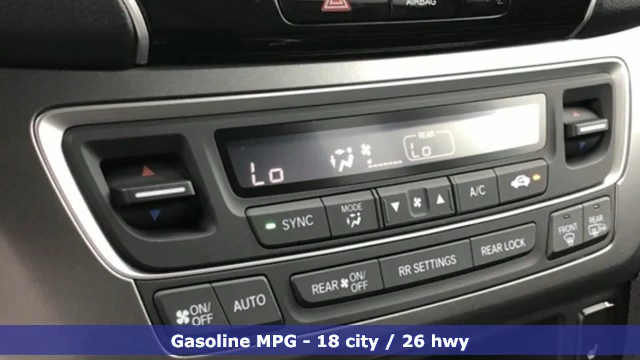 AIRBAG
REAR
Lo
Lo
MODE
SYNC
A/C
FRONT
REAR
REAR ON/OFF
RR SETTINGS
REAR LOCK
ON/OFF
AUTO
Gasoline MPG - 18 city / 26 hwy